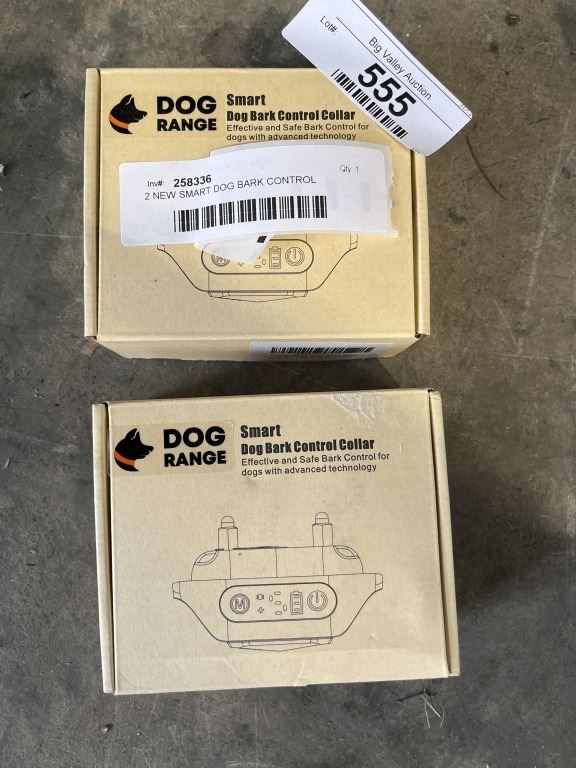 Lot#:
Big Valley Auction
555
DOG
RANGE
Smart
Dog Bark Control Collar
Effective and Safe Bark Control for
dogs with advanced technology
Inv#: 258336
Qty: 1
2 NEW SMART DOG BARK CONTROL
M
DOG
RANGE
Smart
Dog Bark Control Collar
Effective and Safe Bark Control for
dogs with advanced technology
M